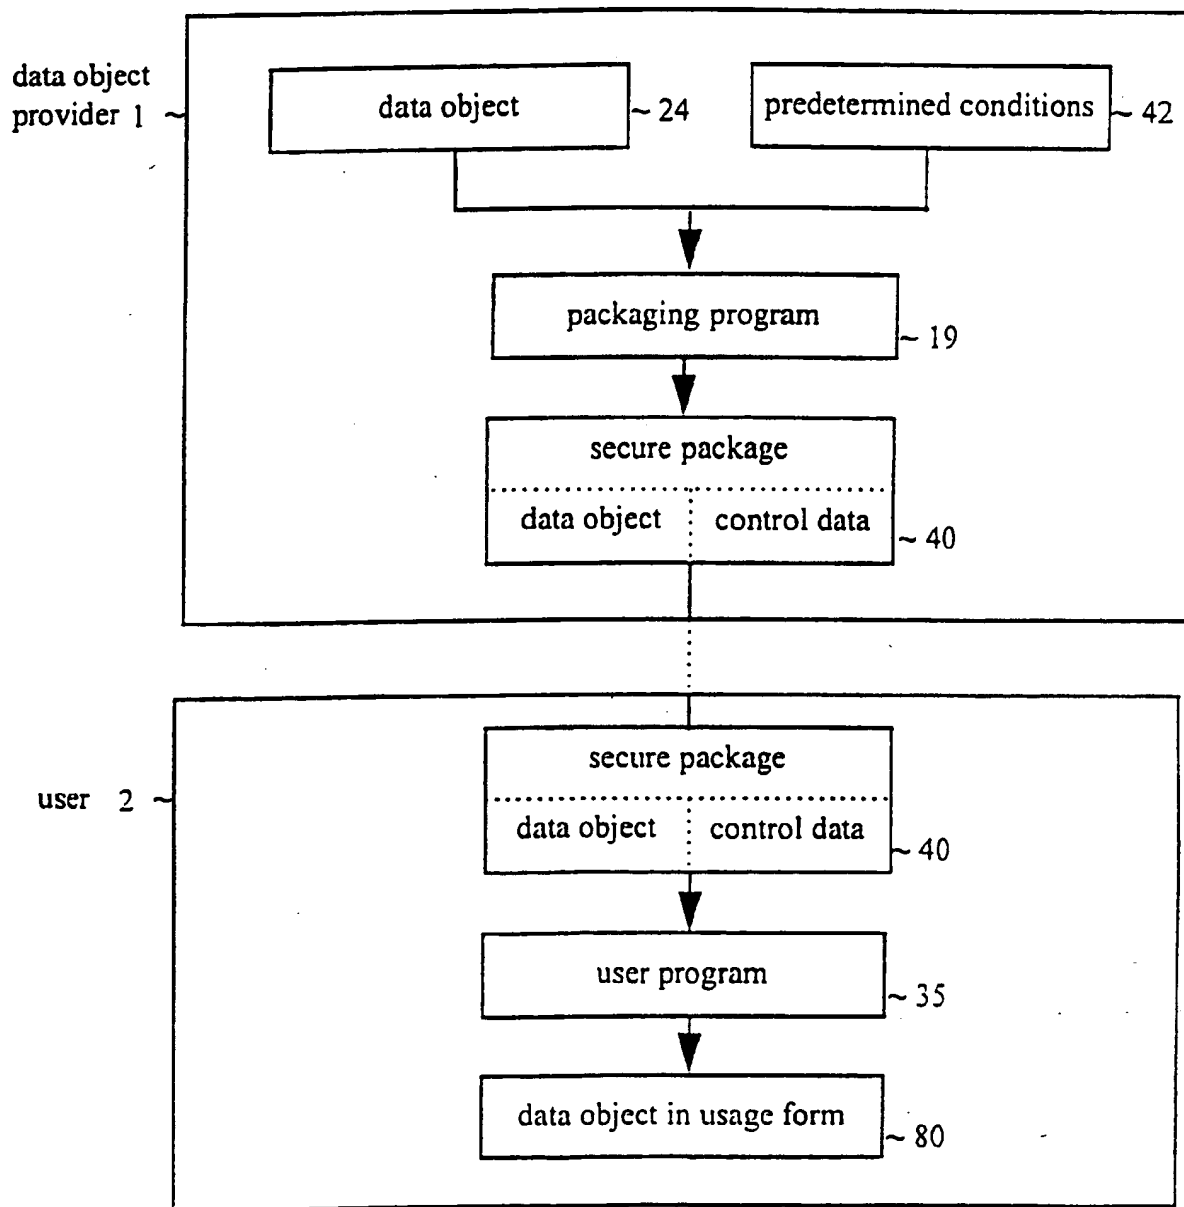 data object
provider 1 ~
data object
~ 24
predetermined conditions
~ 42
packaging program
~ 19
secure package
data object
control data
~ 40
user 2 ~
secure package
data object
control data
~ 40
user program
~ 35
data object in usage form
~ 80